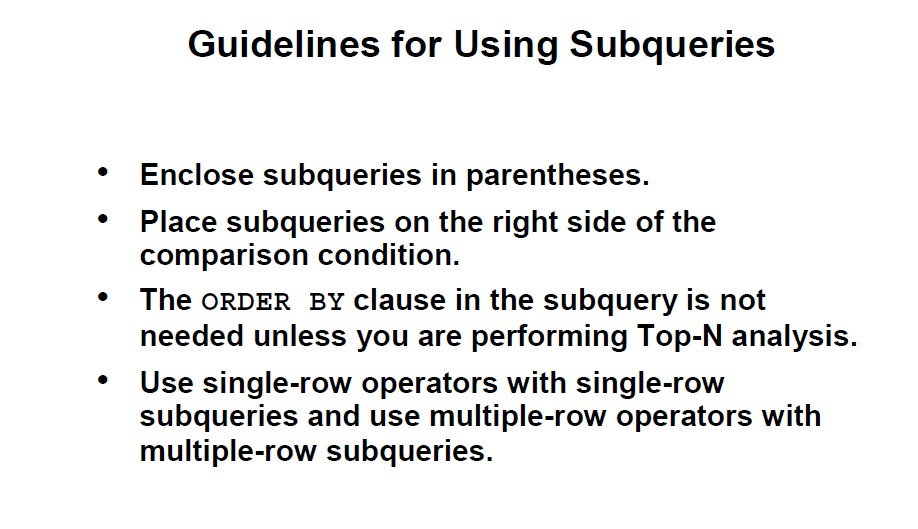 Guidelines for Using Subqueries
• Enclose subqueries in parentheses.
• Place subqueries on the right side of the
comparison condition.
• The ORDER BY clause in the subquery is not
needed unless you are performing Top-N analysis.
• Use single-row operators with single-row
subqueries and use multiple-row operators with
multiple-row subqueries.